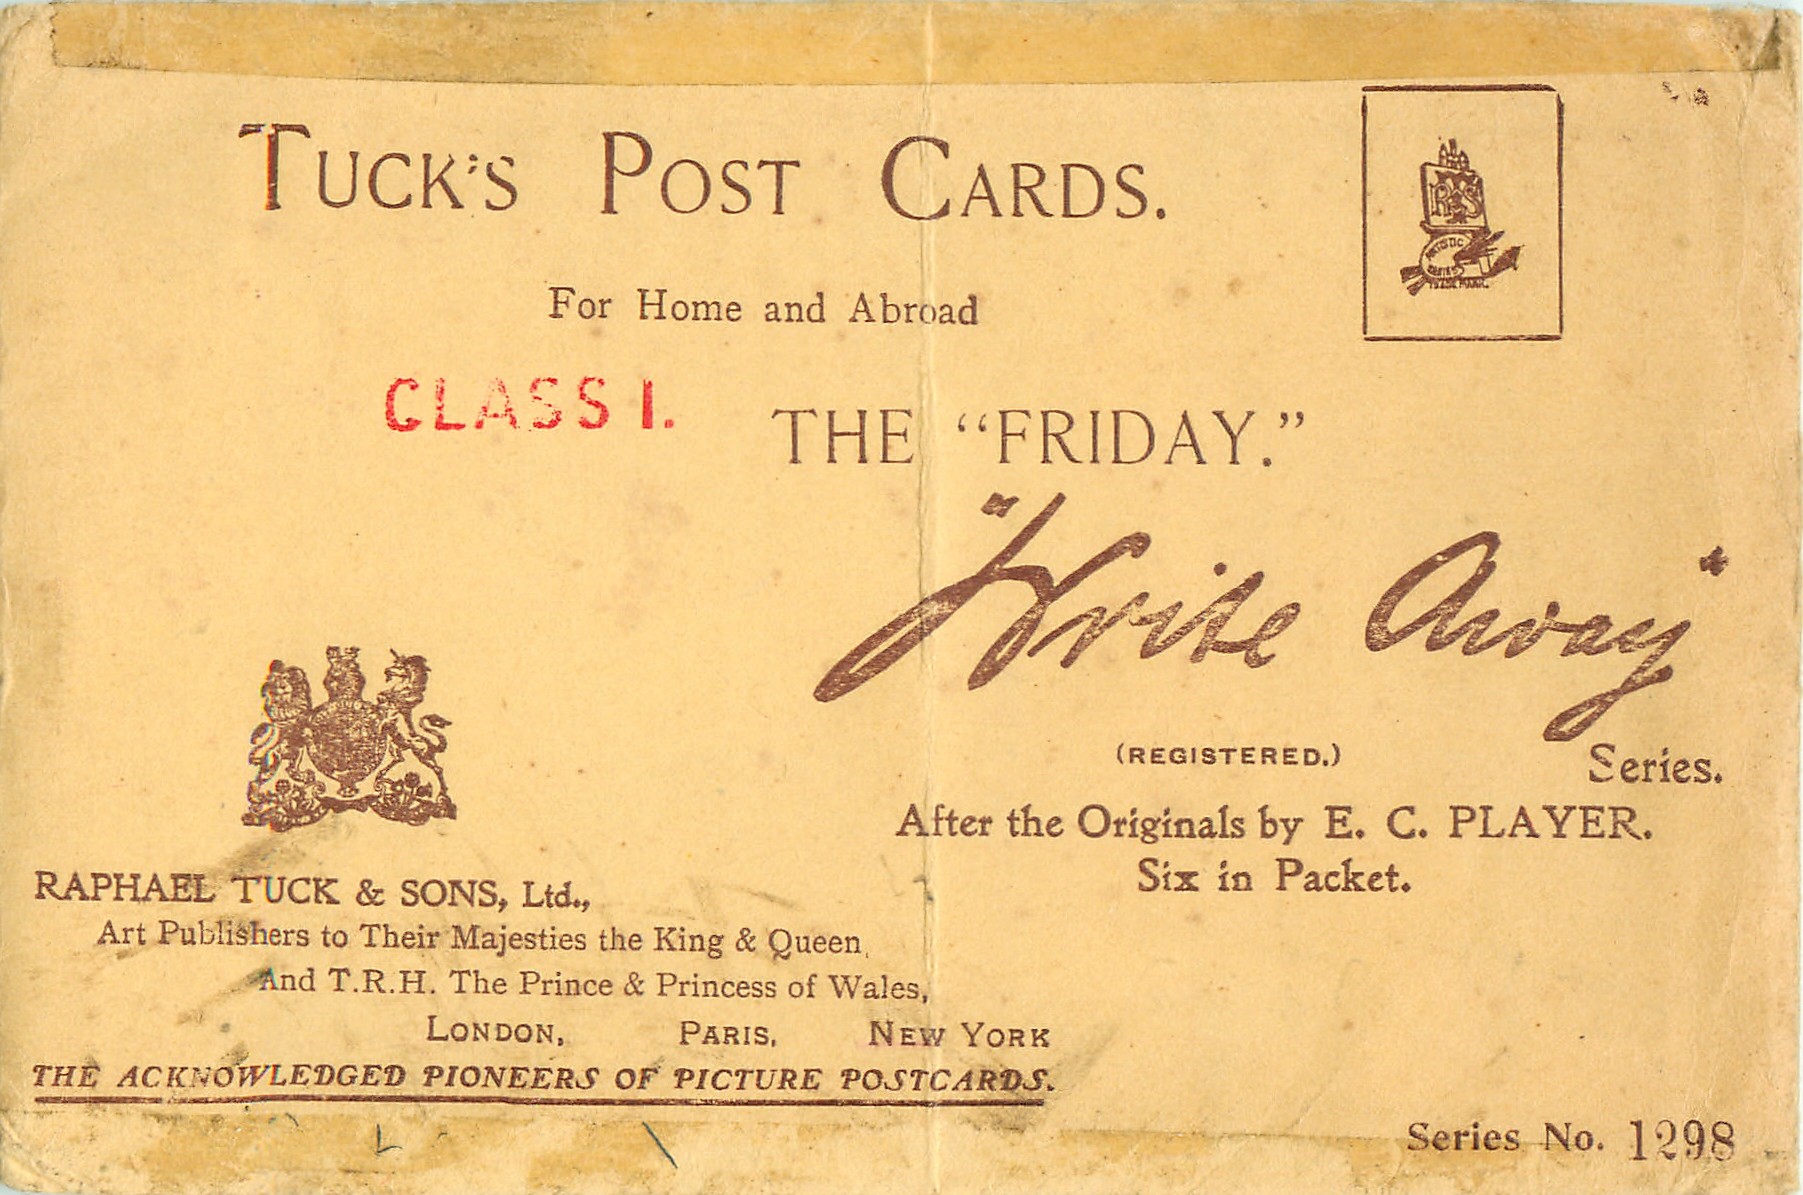 TUCK'S POST CARDS.
For Home and Abroad
CLASS 1.
THE "FRIDAY."
"Write Away"
(REGISTERED.)
Series.
After the Originals by E. C. PLAYER.
Six in Packet.
RAPHAEL TUCK & SONS, Ltd.,
Art Publishers to Their Majesties the King & Queen,
And T.R.H. The Prince & Princess of Wales,
LONDON, PARIS, NEW YORK
THE ACKNOWLEDGED PIONEERS OF PICTURE POSTCARDS.
Series No. 1298